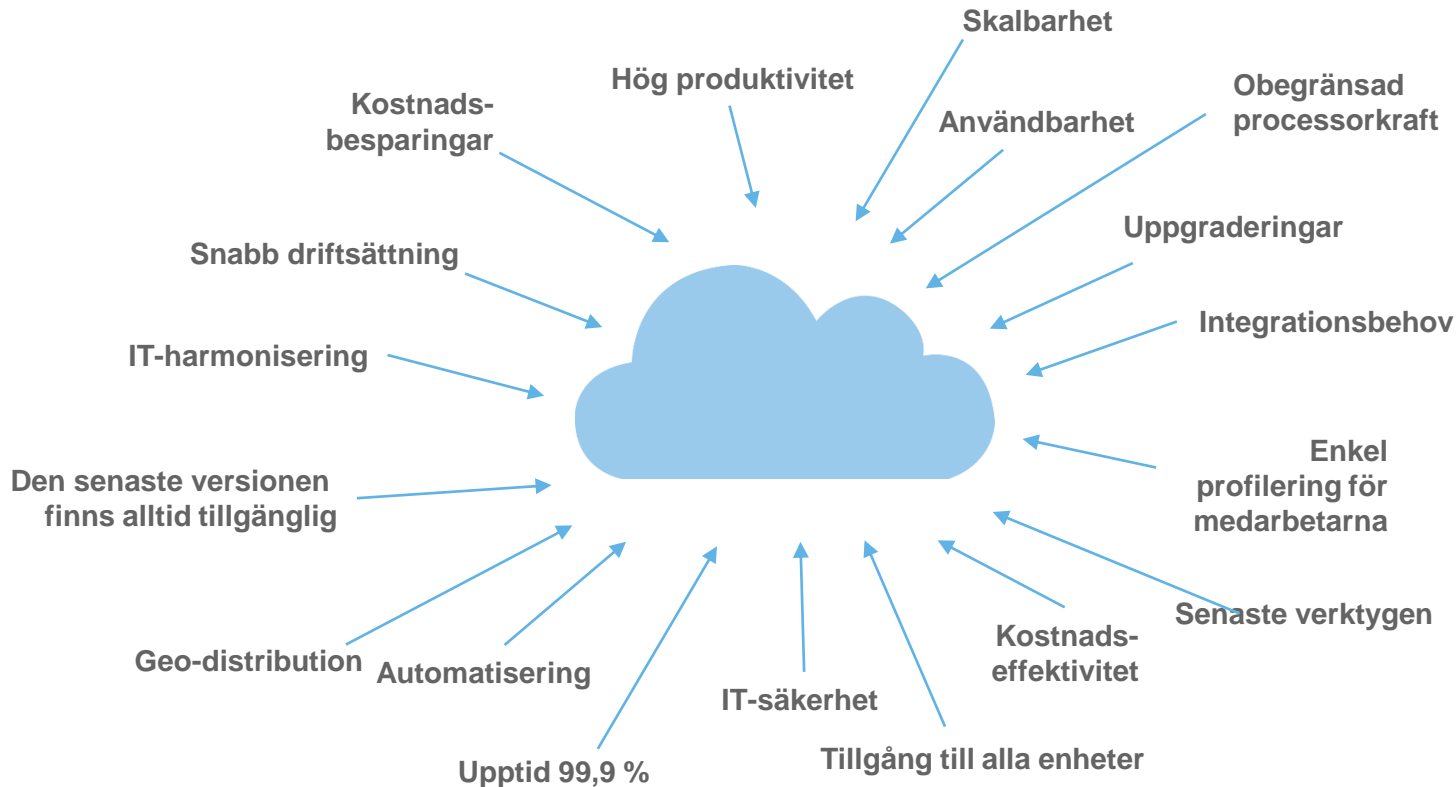 Skalbarhet
Hög produktivitet
Obegränsad
processorkraft
Kostnads-
besparingar
Användbarhet
Uppgraderingar
Snabb driftsättning
Integrationsbehov
IT-harmonisering
Enkel
profilering för
medarbetarna
Den senaste versionen
finns alltid tillgänglig
Senaste verktygen
Kostnads-
effektivitet
Geo-distribution
Automatisering
IT-säkerhet
Tillgång till alla enheter
Upptid 99,9 %